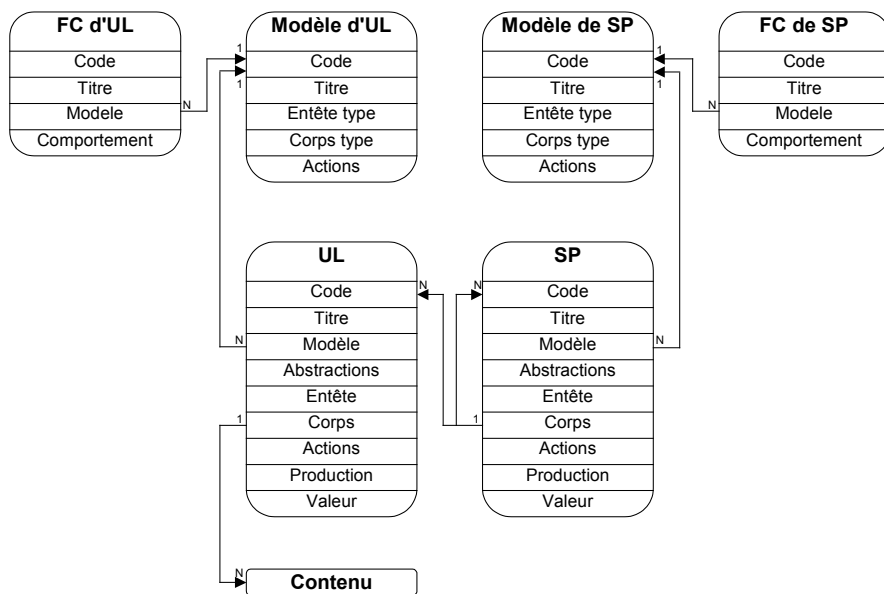 FC d'UL
Code
Titre
Modele
Comportement
N
Modèle d'UL
Code
Titre
Entête type
Corps type
Actions
1
1
Modèle de SP
Code
Titre
Entête type
Corps type
Actions
1
1
FC de SP
Code
Titre
Modele
Comportement
N
UL
Code
Titre
Modèle
Abstractions
Entête
Corps
Actions
Production
Valeur
N
N
1
SP
Code
Titre
Modèle
Abstractions
Entête
Corps
Actions
Production
Valeur
N
N
1
N
Contenu